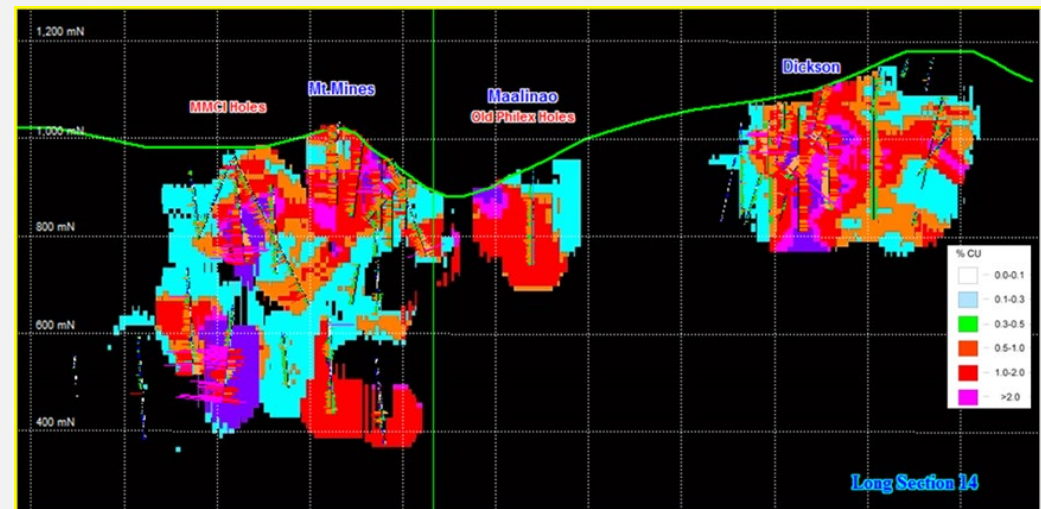 1,200 mN
Dickson
Mt.Mines
Maalinao
MMCI Holes
Old Philex Holes
1,000 mN
800 mN
% CU
0.0-0.1
0.1-0.3
0.3-0.5
0.5-1.0
1.0-2.0
>2.0
600 mN
400 mN
Long Section 14